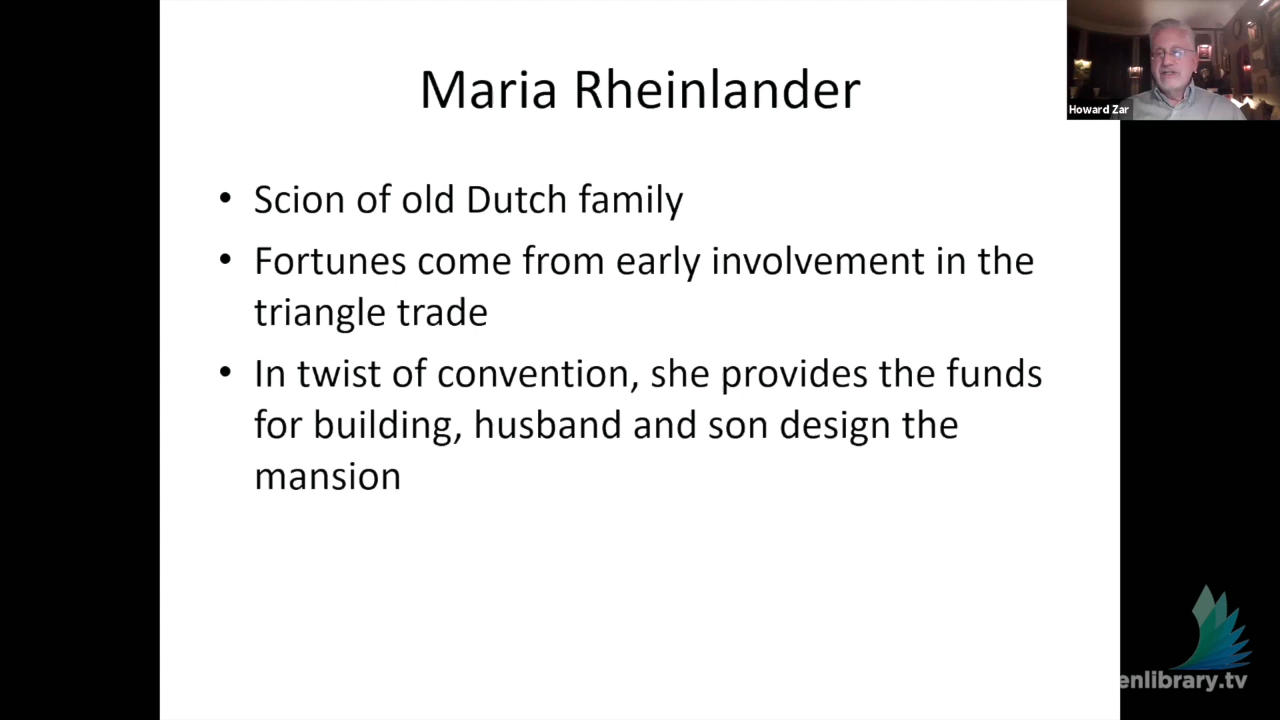 Maria Rheinlander
Howard Zar
• Scion of old Dutch family
• Fortunes come from early involvement in the
triangle trade
• In twist of convention, she provides the funds
for building, husband and son design the
mansion
enlibrary.tv